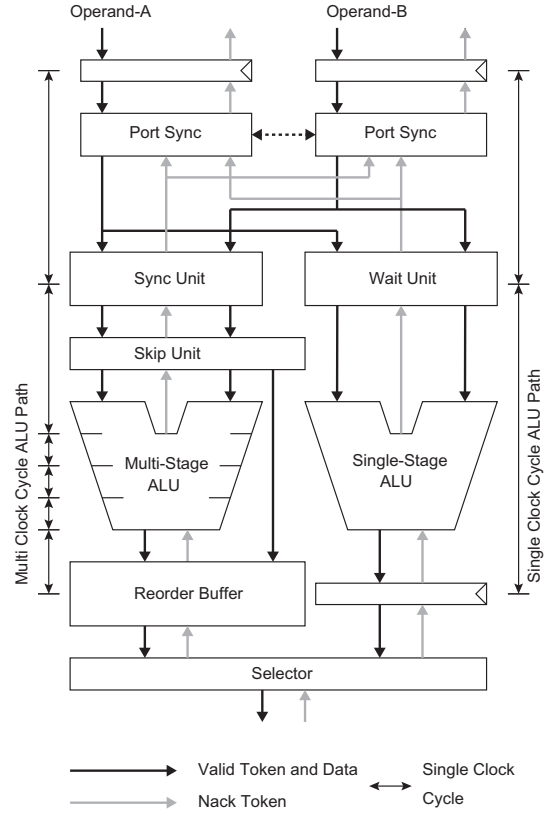 Operand-A
Operand-B
Port Sync
Port Sync
Sync Unit
Wait Unit
Skip Unit
Multi Clock Cycle ALU Path
Multi-Stage
ALU
Single-Stage
ALU
Single Clock Cycle ALU Path
Reorder Buffer
Selector
Valid Token and Data
Nack Token
Single Clock
Cycle